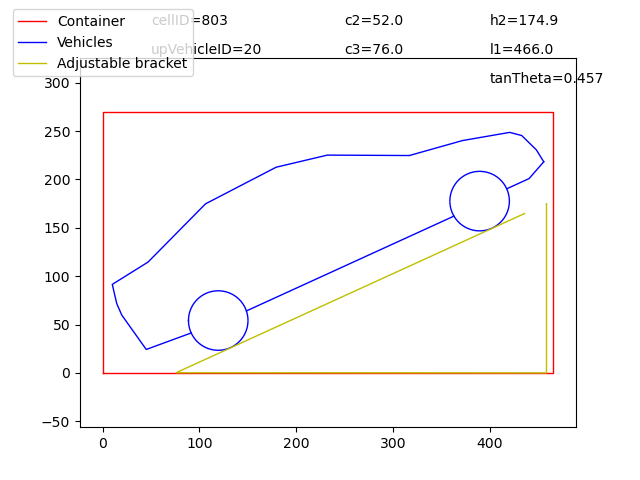 cellID=803 c2=52.0 h2=174.9
upVehicleID=20 c3=76.0 l1=466.0
tanTheta=0.457
Container
Vehicles
Adjustable bracket
300
250
200
150
100
50
0
−50
0 100 200 300 400